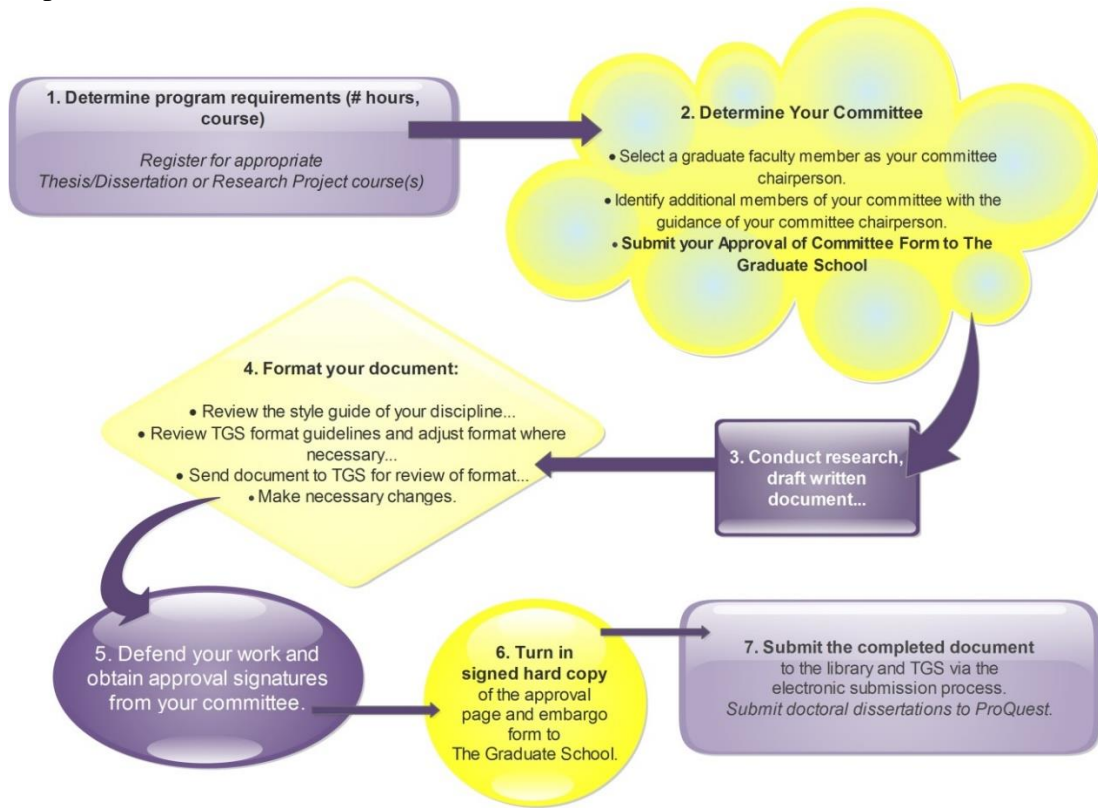 1. Determine program requirements (# hours,
course)
Register for appropriate
Thesis/Dissertation or Research Project course(s)
2. Determine Your Committee
• Select a graduate faculty member as your committee
chairperson.
• Identify additional members of your committee with the
guidance of your committee chairperson.
• Submit your Approval of Committee Form to The
Graduate School
3. Conduct research,
draft written
document...
4. Format your document:
• Review the style guide of your discipline...
• Review TGS format guidelines and adjust format where
necessary...
• Send document to TGS for review of format...
• Make necessary changes.
5. Defend your work and
obtain approval signatures
from your committee.
6. Turn in
signed hard copy
of the approval
page and embargo
form to
The Graduate School.
7. Submit the completed document
to the library and TGS via the
electronic submission process.
Submit doctoral dissertations to ProQuest.